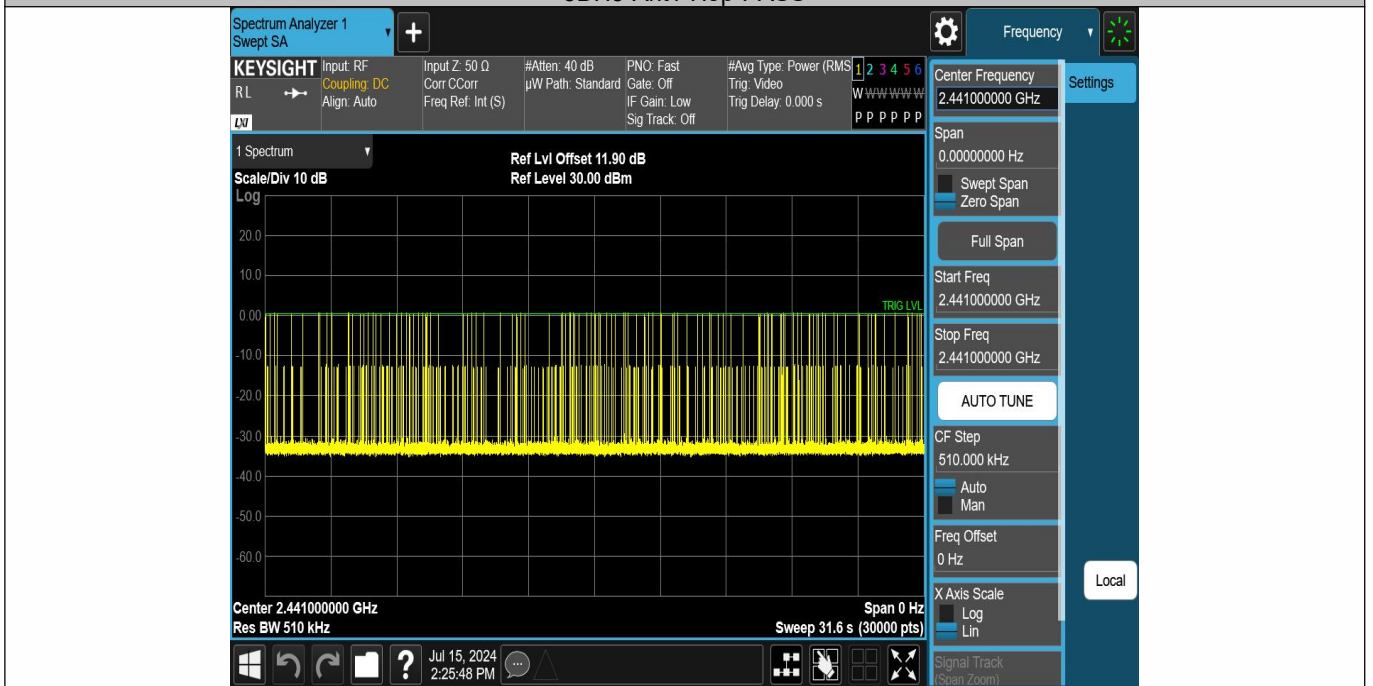 Spectrum Analyzer 1
Swept SA
+
Frequency
KEYSIGHT
RL
LXI
Input: RF
Coupling: DC
Align: Auto
Input Z: 50 Ω
Corr CCorr
Freq Ref: Int (S)
#Atten: 40 dB
µW Path: Standard
PNO: Fast
Gate: Off
IF Gain: Low
Sig Track: Off
#Avg Type: Power (RMS
Trig: Video
Trig Delay: 0.000 s
1 2 3 4 5 6
W W W W W W
P P P P P P
Center Frequency
2.441000000 GHz
Settings
Span
0.00000000 Hz
Swept Span
Zero Span
Full Span
Start Freq
2.441000000 GHz
Stop Freq
2.441000000 GHz
AUTO TUNE
CF Step
510.000 kHz
Auto
Man
Freq Offset
0 Hz
X Axis Scale
Log
Lin
Signal Track
(Span Zoom)
Local
1 Spectrum
Scale/Div 10 dB
Log
Ref Lvl Offset 11.90 dB
Ref Level 30.00 dBm
20.0
10.0
0.00
-10.0
-20.0
-30.0
-40.0
-50.0
-60.0
TRIG LVL
Center 2.441000000 GHz
Res BW 510 kHz
Span 0 Hz
Sweep 31.6 s (30000 pts)
?
Jul 15, 2024
2:25:48 PM